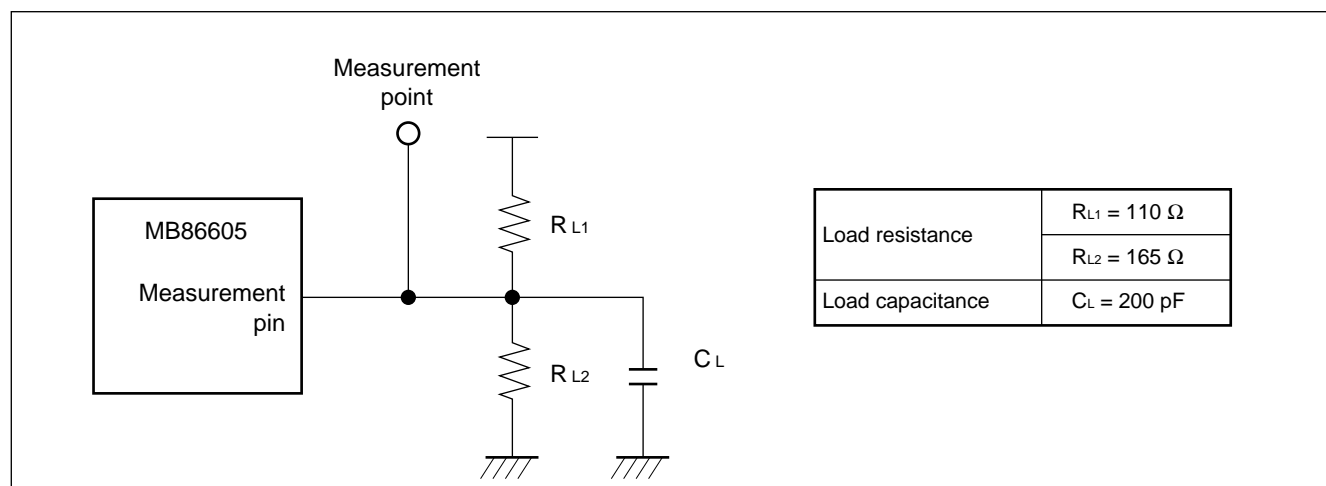 Measurement
point
MB86605
Measurement
pin
R L1
R L2
C L
Load resistance
RL1 = 110 Ω
RL2 = 165 Ω
Load capacitance
CL = 200 pF